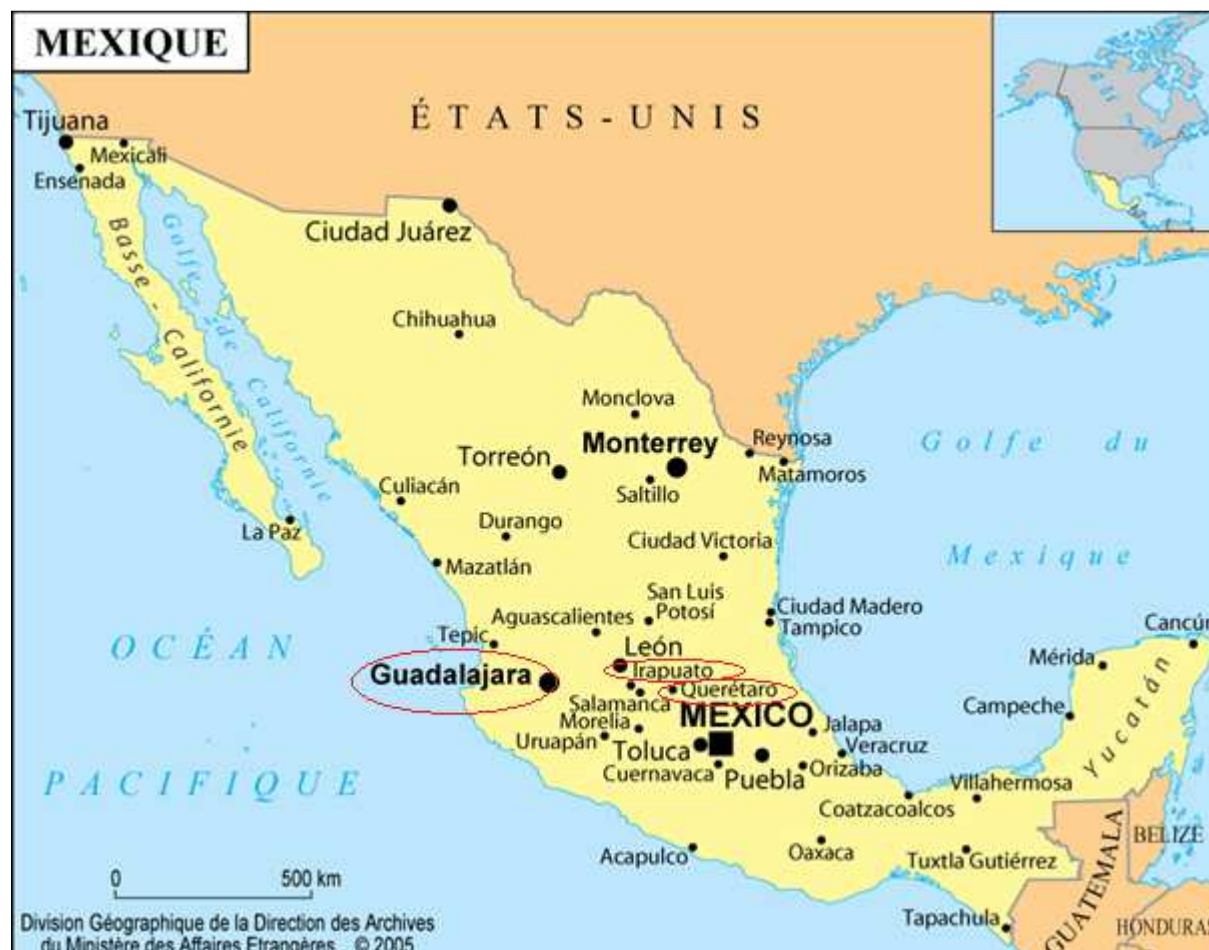 MEXIQUE
ÉTATS-UNIS
Tijuana
Mexicali
Ensenada
Ciudad Juárez
Basse - Californie
Golfe de Californie
Chihuahua
Monclova
Monterrey
Reynosa
Golfe du
Torreón
Matamoros
Culiacán
Saltillo
La Paz
Durango
Ciudad Victoria
Mexique
Mazatlán
San Luis
Potosí
Aguascalientes
Ciudad Madero
Tampico
Cancún
OCÉAN
Tepic
León
Irapuato
Mérida
Guadalajara
Querétaro
Salamanca
MEXICO
Campeche
Yucatán
Morelia
Jalapa
Uruapán
Toluca
Veracruz
PACIFIQUE
Cuernavaca
Puebla
Orizaba
Villahermosa
Coatzacoalcos
GUATEMALA
BELIZE
Acapulco
Oaxaca
Tuxtla Gutiérrez
0 500 km
Tapachula
HONDURAS
Division Géographique de la Direction des Archives
du Ministère des Affaires Etrangères © 2005